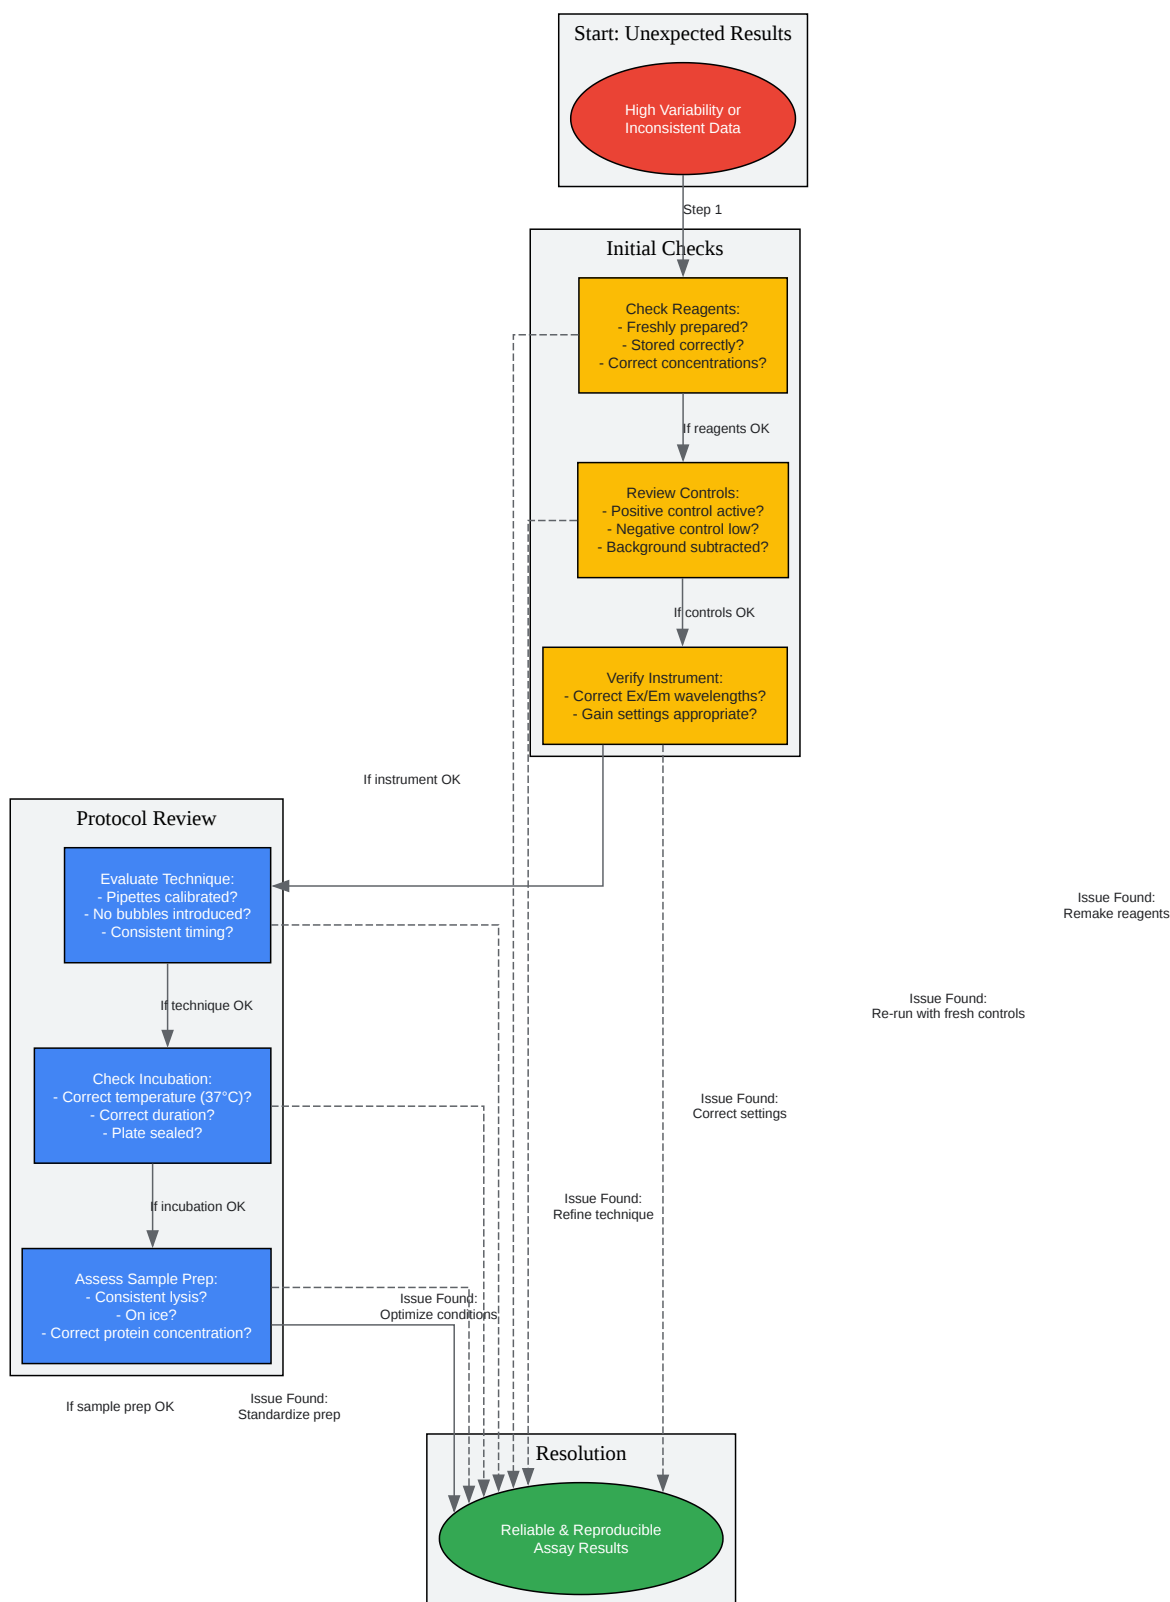 Start: Unexpected Results
High Variability or
Inconsistent Data
Step 1
Initial Checks
Check Reagents:
- Freshly prepared?
- Stored correctly?
- Correct concentrations?
If reagents OK
Review Controls:
- Positive control active?
- Negative control low?
- Background subtracted?
If controls OK
Verify Instrument:
- Correct Ex/Em wavelengths?
- Gain settings appropriate?
If instrument OK
Protocol Review
Evaluate Technique:
- Pipettes calibrated?
- No bubbles introduced?
- Consistent timing?
Issue Found:
Remake reagents
If technique OK
Issue Found:
Re-run with fresh controls
Check Incubation:
- Correct temperature (37°C)?
- Correct duration?
- Plate sealed?
Issue Found:
Correct settings
If incubation OK
Issue Found:
Refine technique
Assess Sample Prep:
- Consistent lysis?
- On ice?
- Correct protein concentration?
Issue Found:
Optimize conditions
If sample prep OK
Issue Found:
Standardize prep
Resolution
Reliable & Reproducible
Assay Results